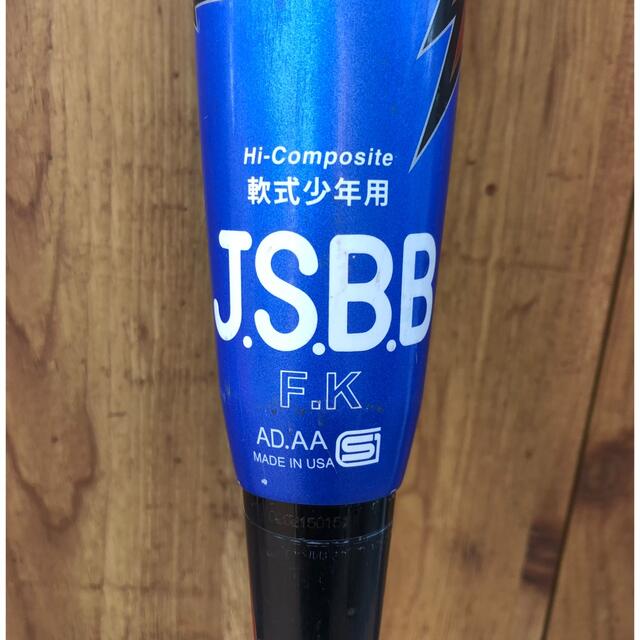 Hi-Composite
軟式少年用
J.S.B.B
F.K
AD.AA
MADE IN USA